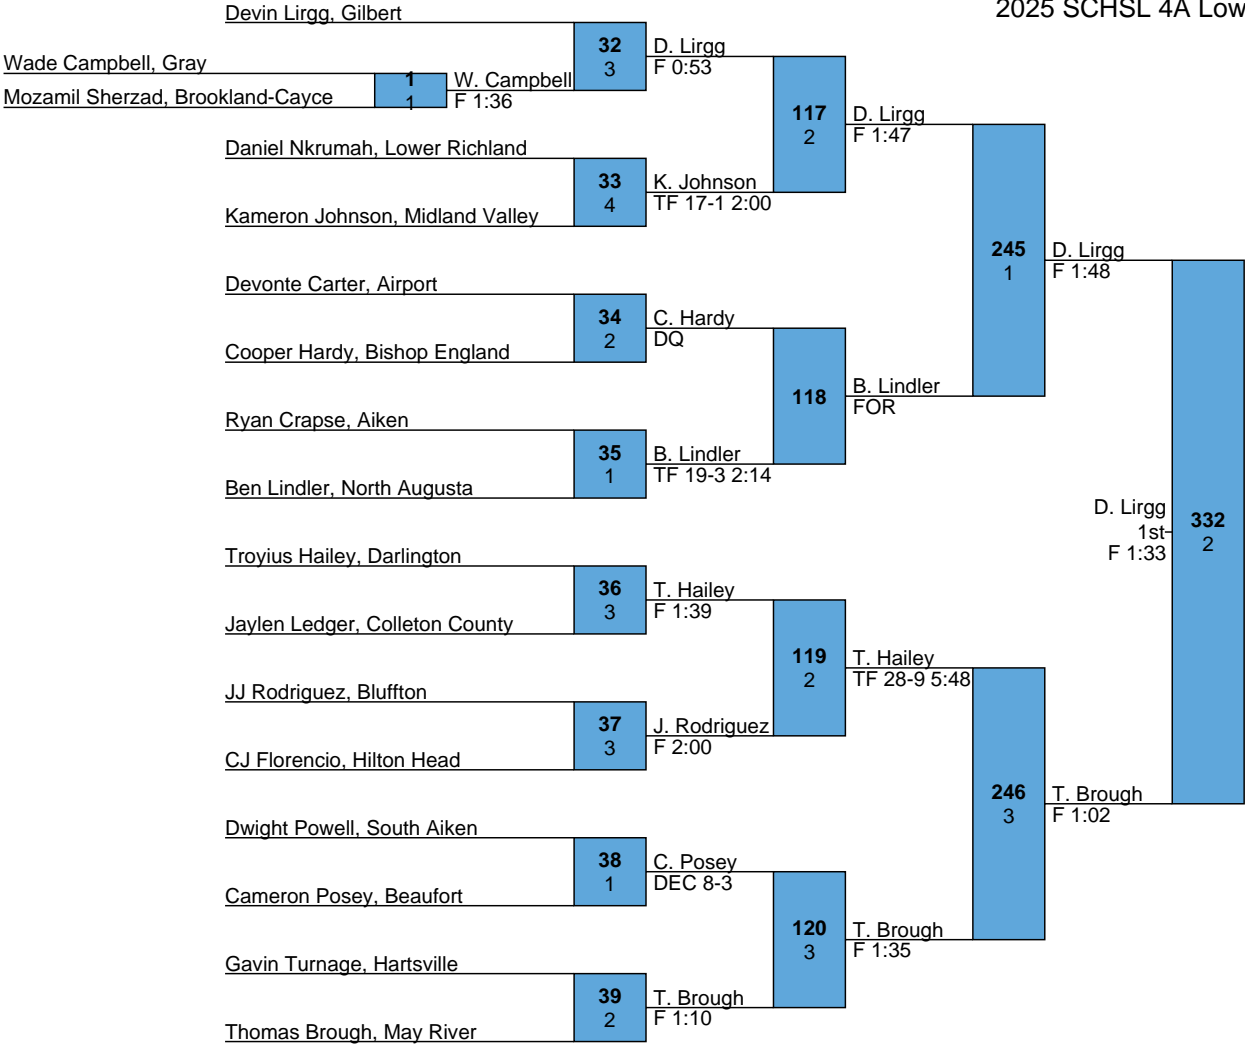 2025 SCHSL 4A Low
Devin Lirgg, Gilbert
32
3
D. Lirgg
F 0:53
Wade Campbell, Gray
1
1
W. Campbell
F 1:36
Mozamil Sherzad, Brookland-Cayce
117
2
D. Lirgg
F 1:47
Daniel Nkrumah, Lower Richland
33
4
K. Johnson
TF 17-1 2:00
Kameron Johnson, Midland Valley
245
1
D. Lirgg
F 1:48
Devonte Carter, Airport
34
2
C. Hardy
DQ
Cooper Hardy, Bishop England
118
B. Lindler
FOR
Ryan Crapse, Aiken
35
1
B. Lindler
TF 19-3 2:14
Ben Lindler, North Augusta
D. Lirgg
1st
F 1:33
332
2
Troyius Hailey, Darlington
36
3
T. Hailey
F 1:39
Jaylen Ledger, Colleton County
119
2
T. Hailey
TF 28-9 5:48
JJ Rodriguez, Bluffton
37
3
J. Rodriguez
F 2:00
CJ Florencio, Hilton Head
246
3
T. Brough
F 1:02
Dwight Powell, South Aiken
38
1
C. Posey
DEC 8-3
Cameron Posey, Beaufort
120
3
T. Brough
F 1:35
Gavin Turnage, Hartsville
39
2
T. Brough
F 1:10
Thomas Brough, May River